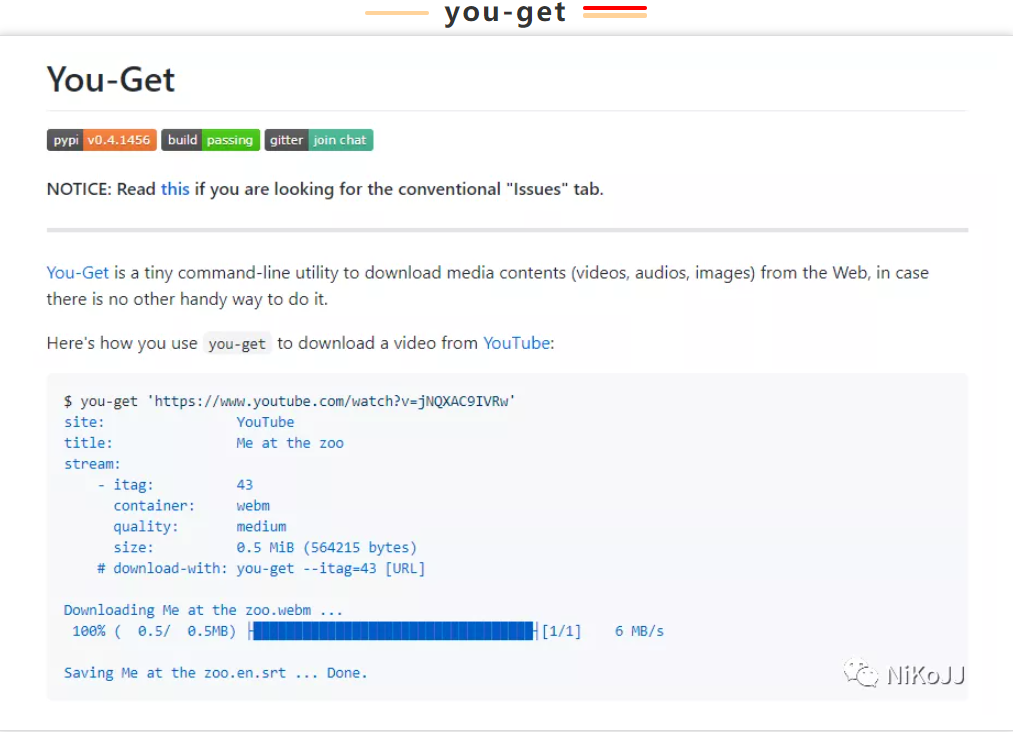 you-get
You-Get
pypi v0.4.1456 build passing gitter join chat
NOTICE: Read this if you are looking for the conventional "Issues" tab.
You-Get is a tiny command-line utility to download media contents (videos, audios, images) from the Web, in case
there is no other handy way to do it.
Here's how you use you-get to download a video from YouTube:
$ you-get 'https://www.youtube.com/watch?v=jNQXAC9IVRw'
site: YouTube
title: Me at the zoo
stream:
- itag: 43
container: webm
quality: medium
size: 0.5 MiB (564215 bytes)
# download-with: you-get --itag=43 [URL]
Downloading Me at the zoo.webm ...
100% ( 0.5/ 0.5MB) ├████████████████████████████████████████┤[1/1] 6 MB/s
Saving Me at the zoo.en.srt ... Done.
NiKoJJ